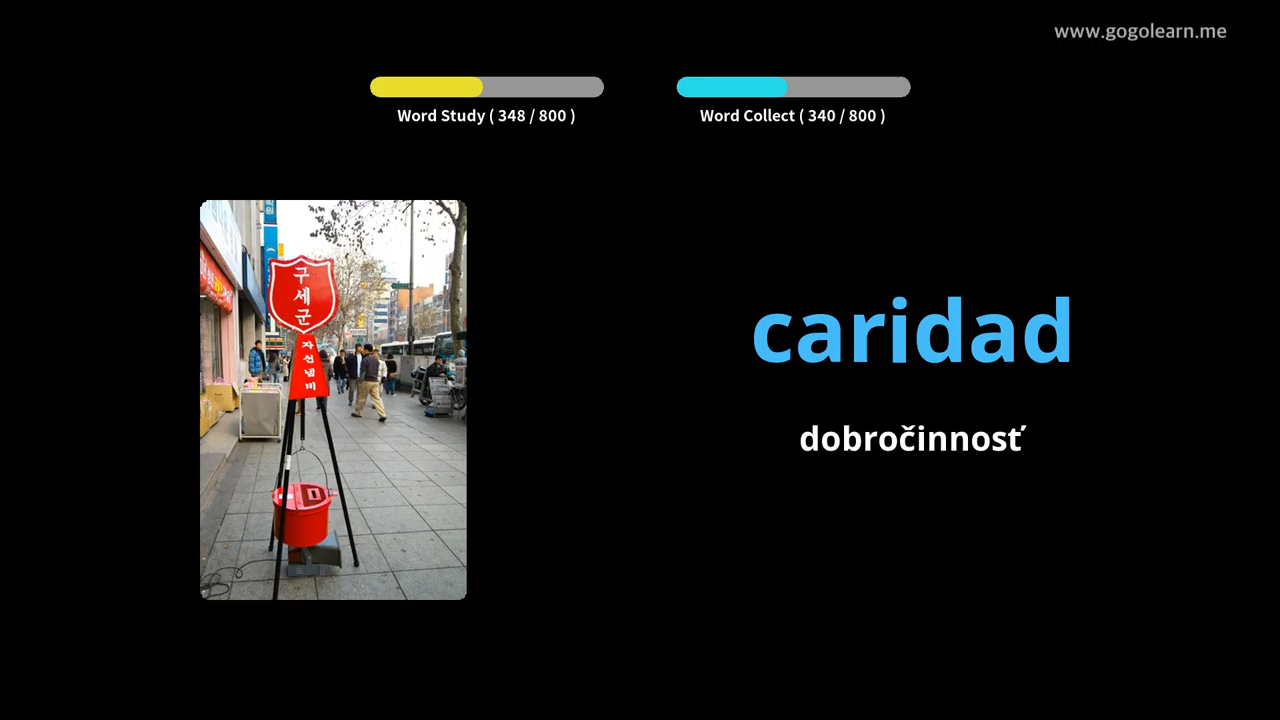 www.gogolearn.me
Word Study ( 348 / 800 )
Word Collect ( 340 / 800 )
구세군
자선냄비
caridad
dobročinnosť